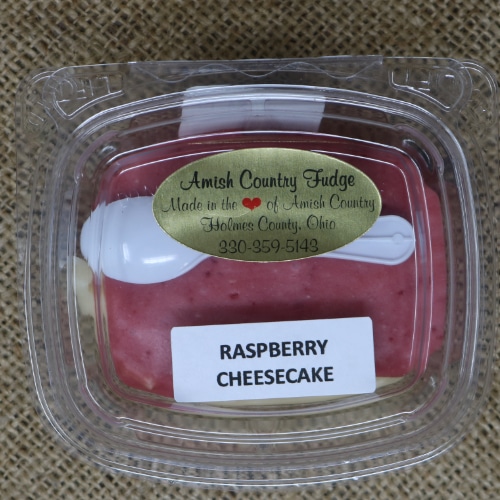 Amish Country Fudge
Made in the ❤ of Amish Country
Holmes County, Ohio
330-359-5143
RASPBERRY
CHEESECAKE